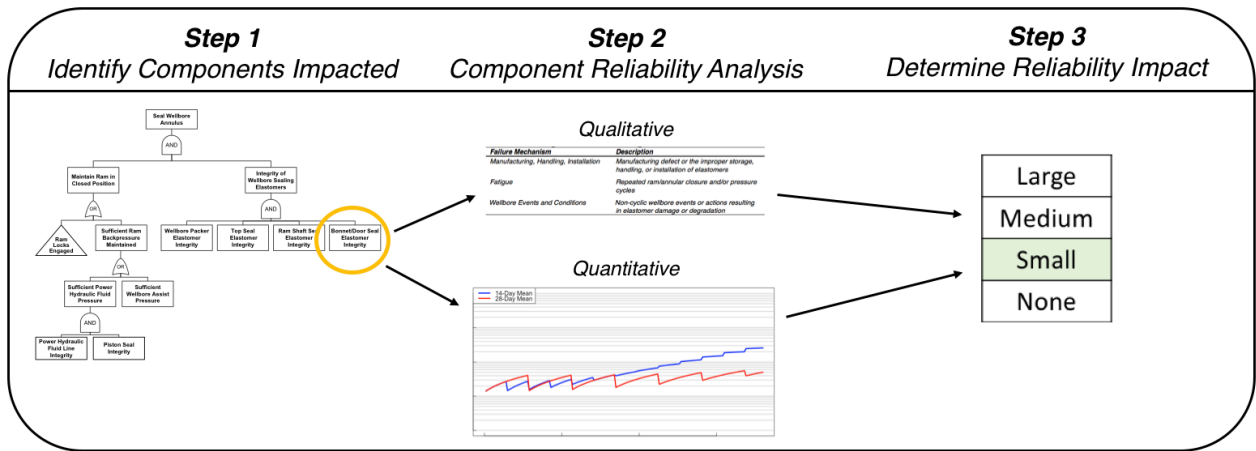 Step 1
Identify Components Impacted
Step 2
Component Reliability Analysis
Step 3
Determine Reliability Impact
Seal Wellbore
Annulus
AND
Maintain Ram in
Closed Position
Integrity of
Wellbore Sealing
Elastomers
OR
AND
Ram
Locks
Engaged
Sufficient Ram
Backpressure
Maintained
Wellbore Packer
Elastomer
Integrity
Top Seal
Elastomer
Integrity
Ram Shaft Seal
Elastomer
Integrity
Bonnet/Door Seal
Elastomer
Integrity
OR
Sufficient Power
Hydraulic Fluid
Pressure
Sufficient
Wellbore Assist
Pressure
AND
Power Hydraulic
Fluid Line
Integrity
Piston Seal
Integrity
Qualitative
Failure Mechanism Description
Manufacturing, Handling, Installation Manufacturing defect or the improper storage,
handling, or installation of elastomers
Fatigue Repeated ram/annular closure and/or pressure
cycles
Wellbore Events and Conditions Non-cyclic wellbore events or actions resulting
in elastomer damage or degradation
Quantitative
14-Day Mean
28-Day Mean
Large
Medium
Small
None